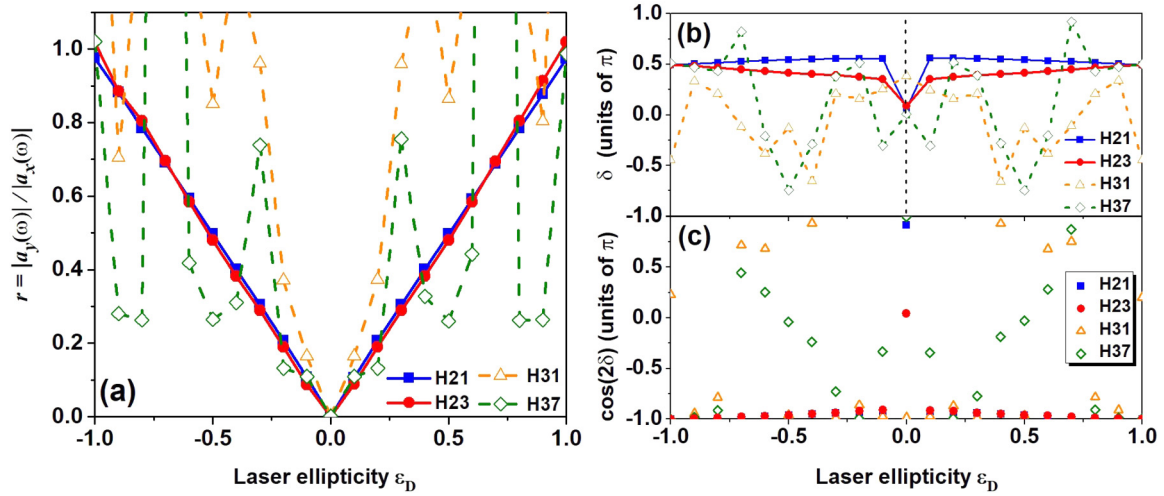 1.0
0.8
0.6
0.4
0.2
0.0
r = |a_y(ω)| / |a_x(ω)|
(a)
H21
H23
H31
H37
-1.0
-0.5
0.0
0.5
1.0
Laser ellipticity ε_D
1.0
0.5
0.0
-0.5
-1.0
δ (units of π)
(b)
H21
H23
H31
H37
0.5
0.0
-0.5
-1.0
cos(2δ) (units of π)
(c)
H21
H23
H31
H37
-1.0
-0.5
0.0
0.5
1.0
Laser ellipticity ε_D